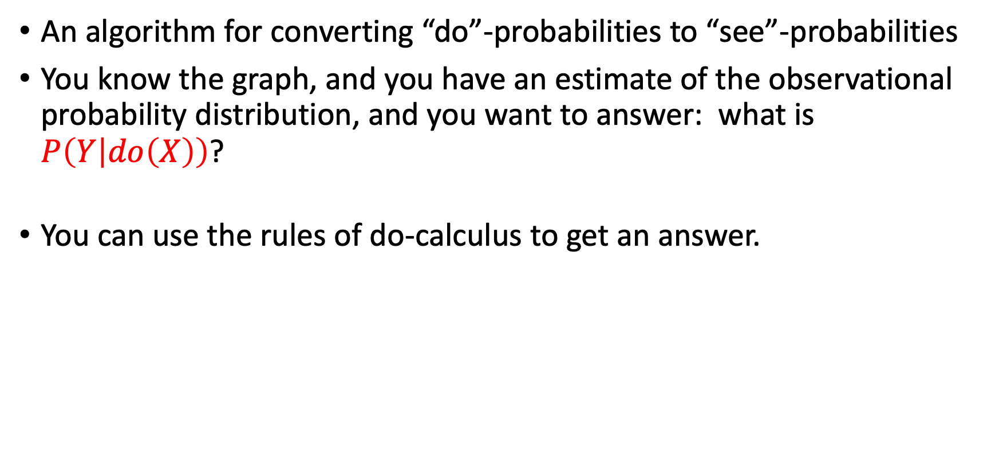 • An algorithm for converting “do”-probabilities to “see”-probabilities
• You know the graph, and you have an estimate of the observational
probability distribution, and you want to answer:  what is
P(Y|do(X))?
• You can use the rules of do-calculus to get an answer.